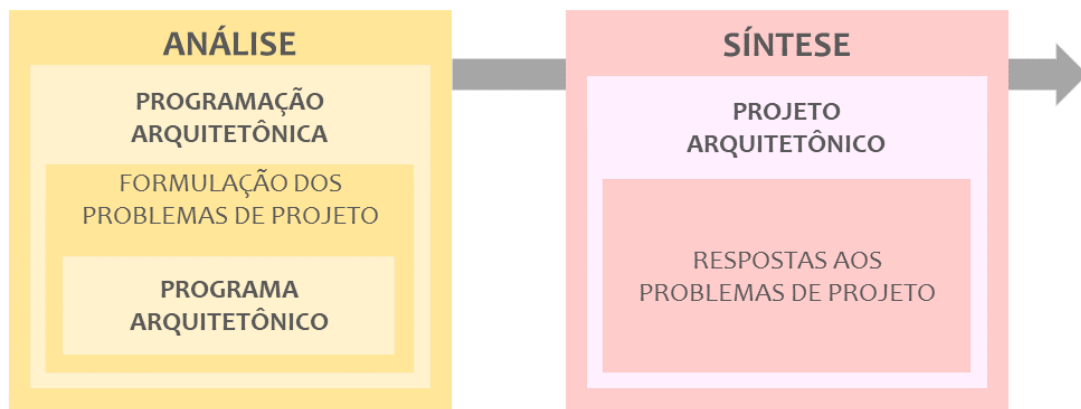 ANÁLISE
PROGRAMAÇÃO
ARQUITETÔNICA
FORMULAÇÃO DOS
PROBLEMAS DE PROJETO
PROGRAMA
ARQUITETÔNICO
SÍNTESE
PROJETO
ARQUITETÔNICO
RESPOSTAS AOS
PROBLEMAS DE PROJETO